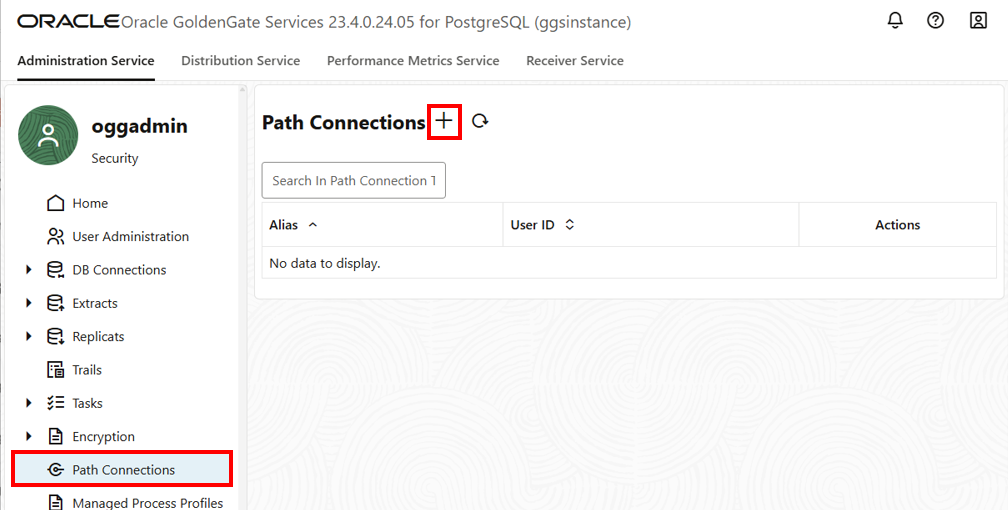 ORACLE Oracle GoldenGate Services 23.4.0.24.05 for PostgreSQL (ggsinstance)
Administration Service Distribution Service Performance Metrics Service Receiver Service
oggadmin
Security
Home
User Administration
DB Connections
Extracts
Replicats
Trails
Tasks
Encryption
Path Connections
Managed Process Profiles
Path Connections
Search In Path Connection T
Alias User ID Actions
No data to display.